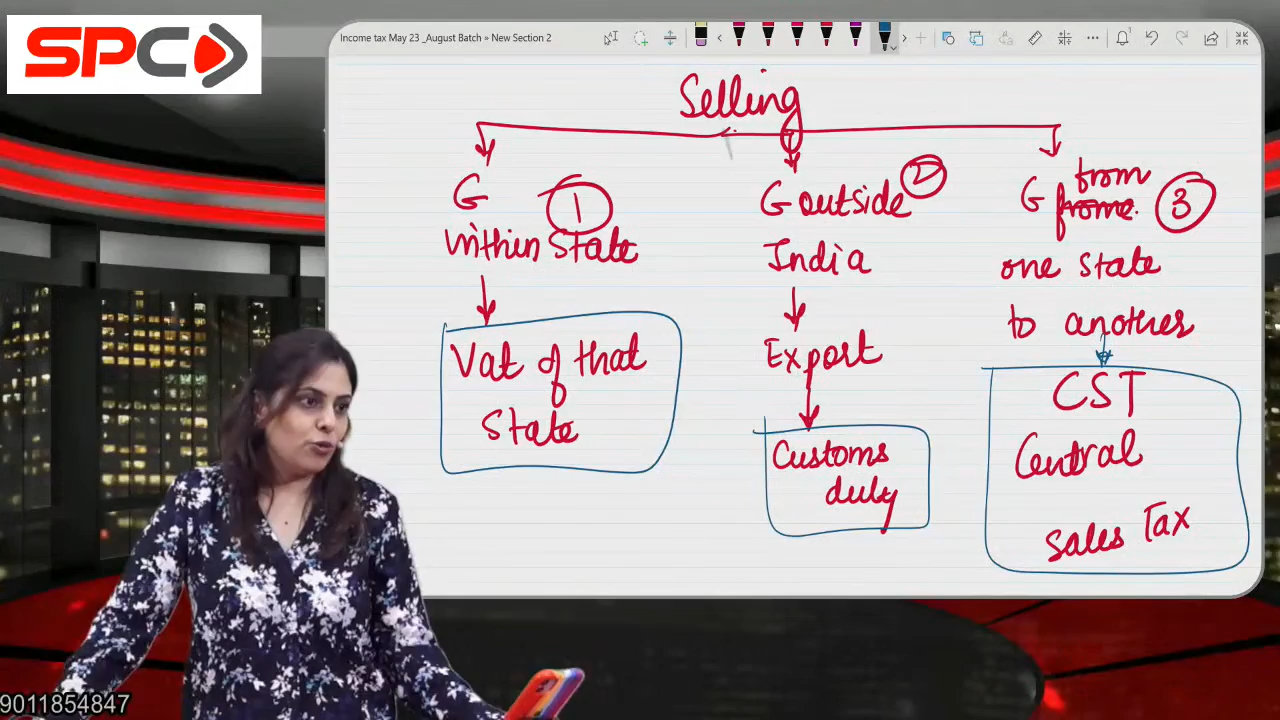 SPC
Income tax May 23 _August Batch » New Section 2
Selling
G
1
within State
Vat of that
State
G outside
2
India
Export
Customs
duty
G from
from.
3
one state
to another
CST
Central
Sales Tax
9011854847